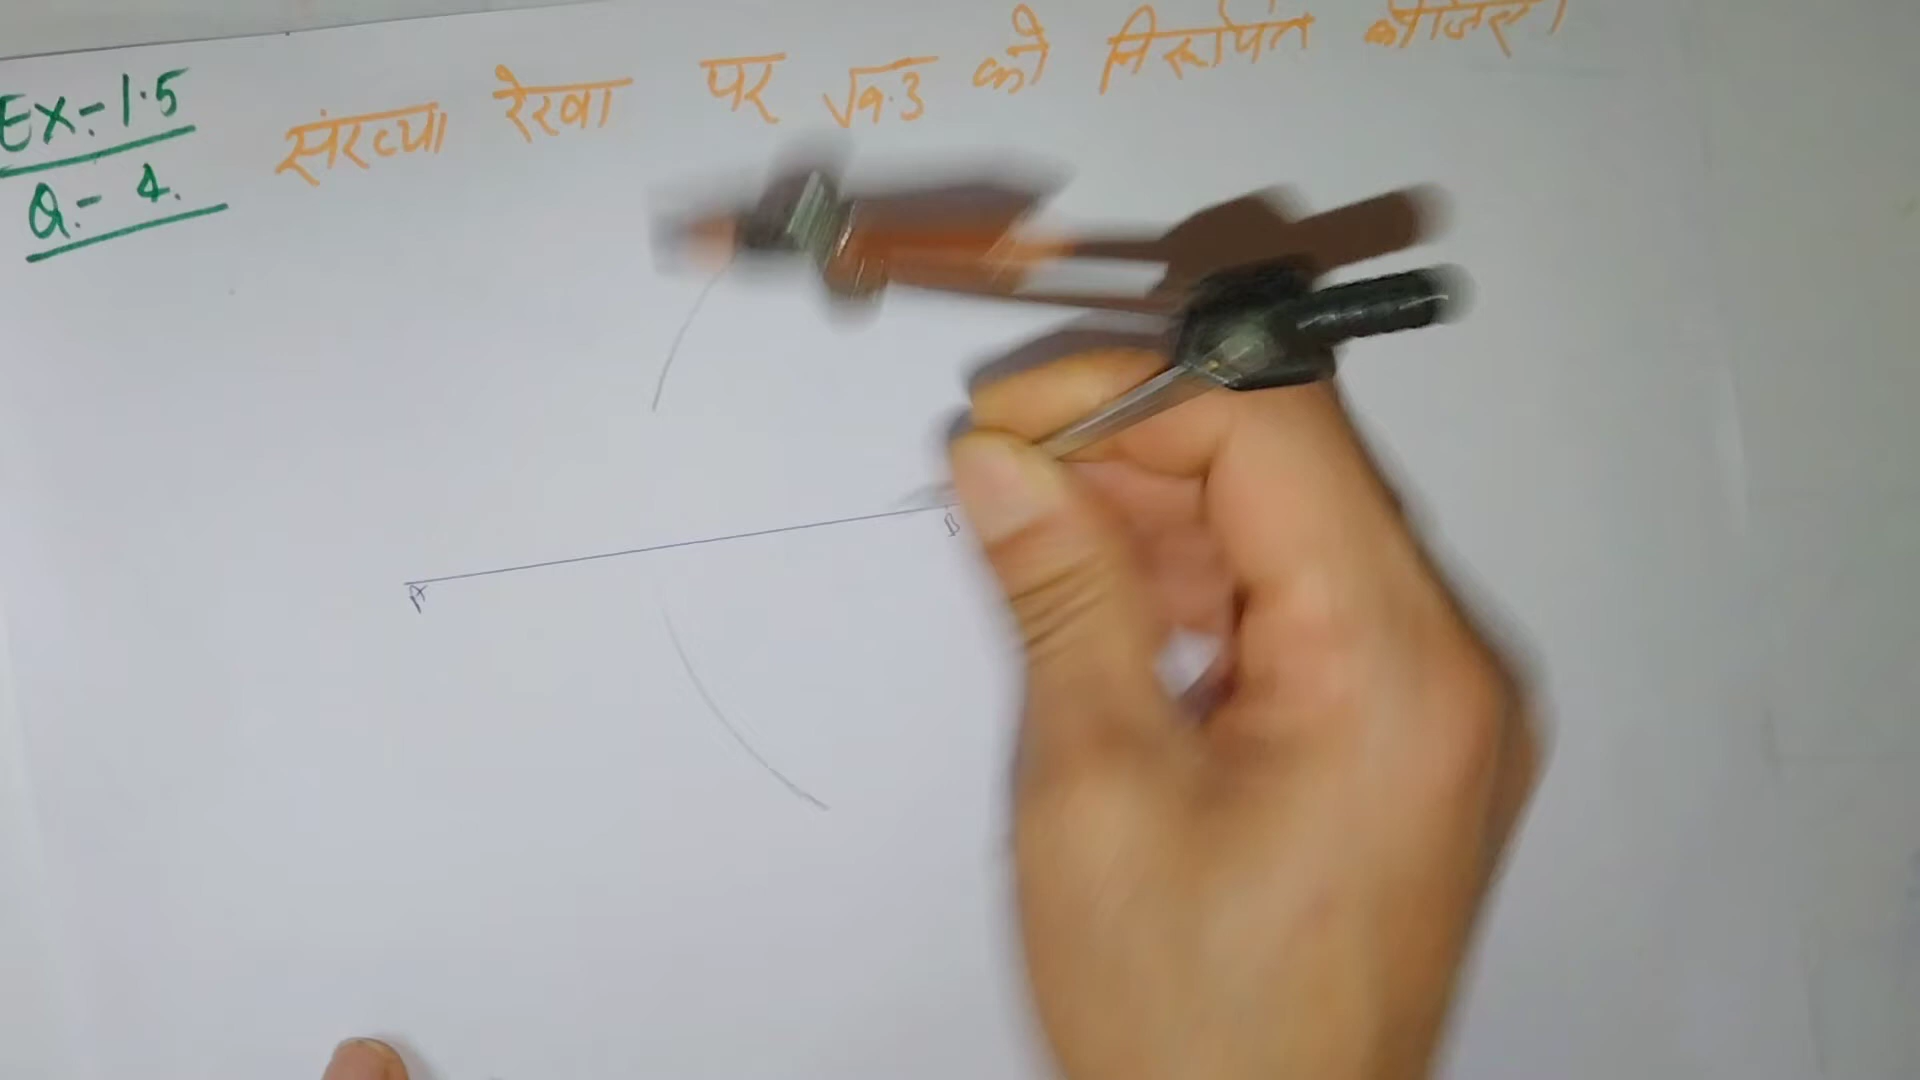 Ex:-1.5 संख्या रेखा पर √9.3 को निरूपित कीजिए।
Q.- 4.
A
B